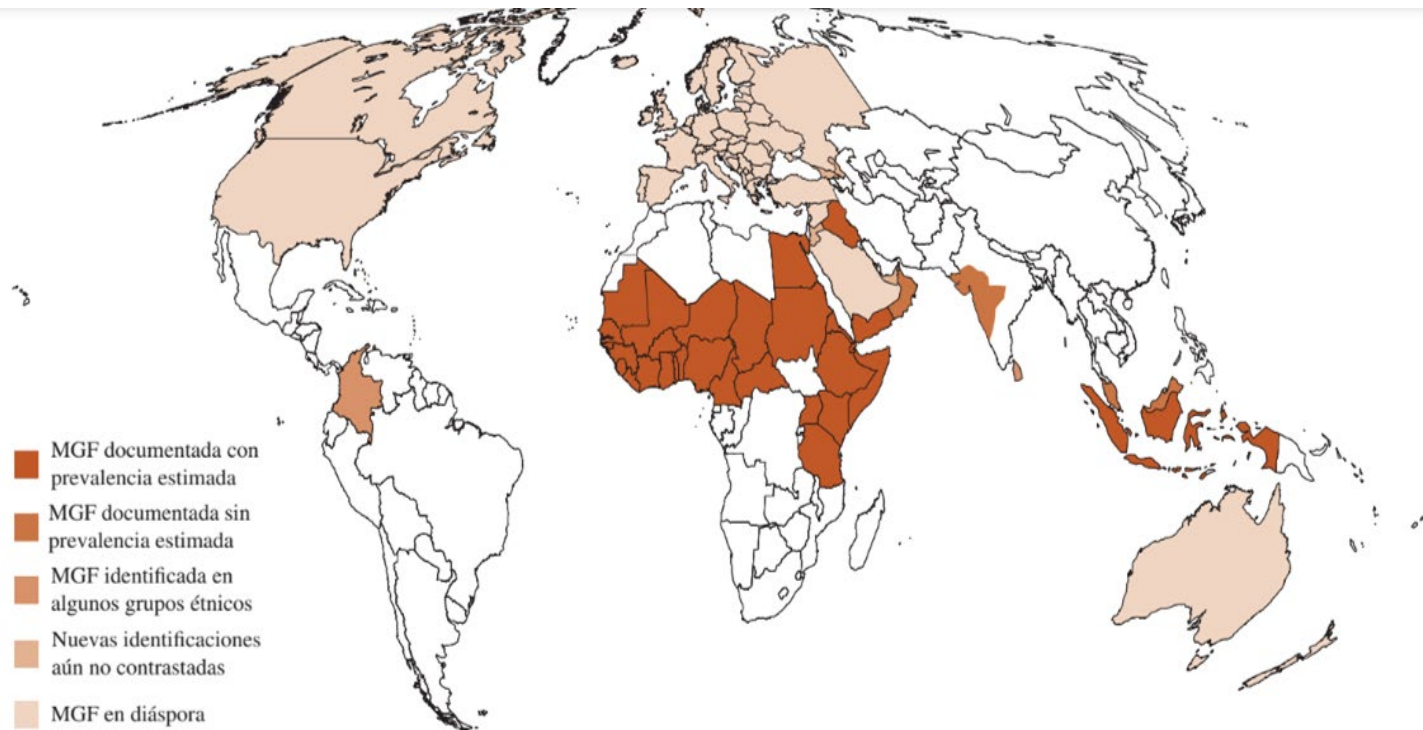 MGF documentada con
prevalencia estimada
MGF documentada sin
prevalencia estimada
MGF identificada en
algunos grupos étnicos
Nuevas identificaciones
aún no contrastadas
MGF en diáspora